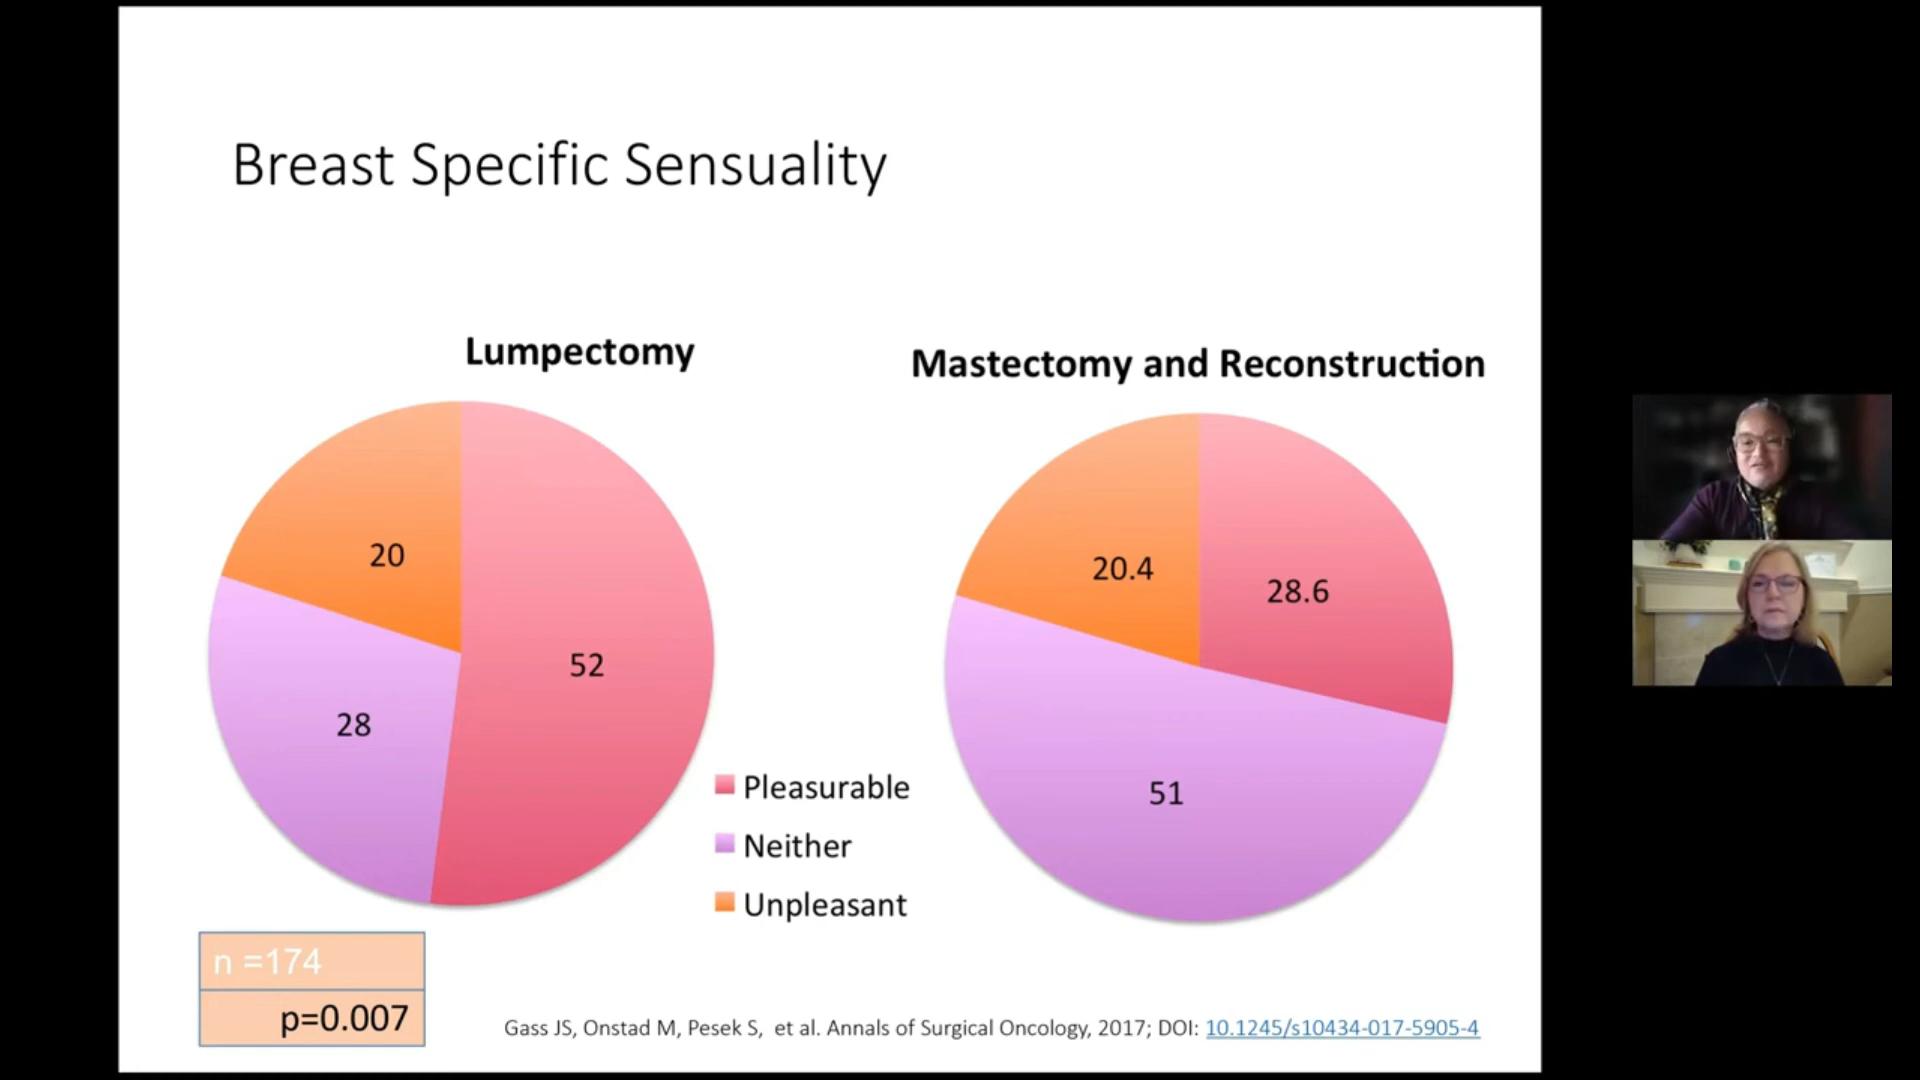 Breast Specific Sensuality
Lumpectomy
Mastectomy and Reconstruction
20
52
28
20.4
28.6
51
Pleasurable
Neither
Unpleasant
n =174
p=0.007
Gass JS, Onstad M, Pesek S, et al. Annals of Surgical Oncology, 2017; DOI: 10.1245/s10434-017-5905-4